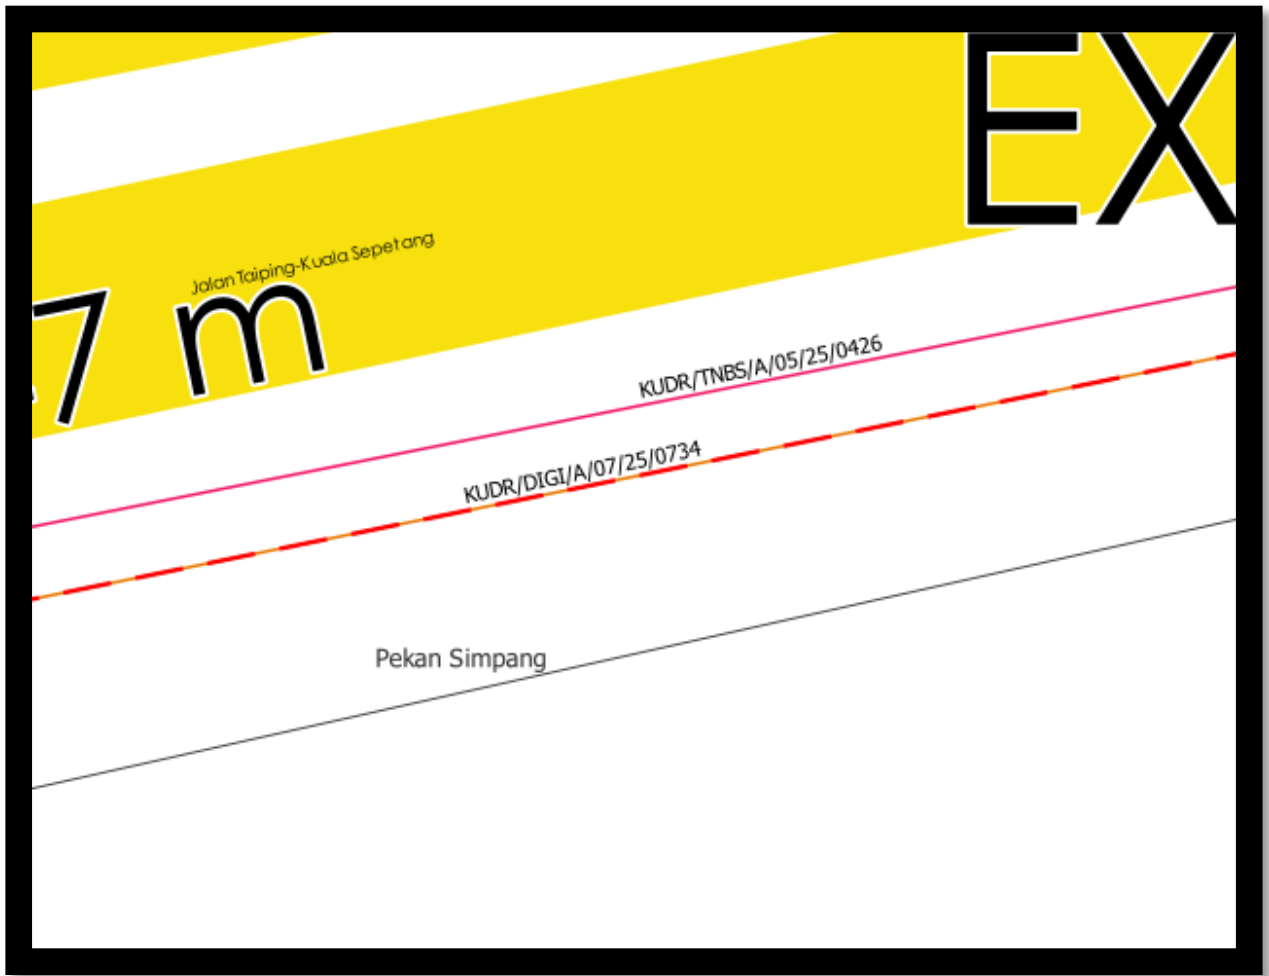 EX
Jalan Taiping-Kuala Sepetang
7 m
KUDR/TNBS/A/05/25/0426
KUDR/DIGI/A/07/25/0734
Pekan Simpang